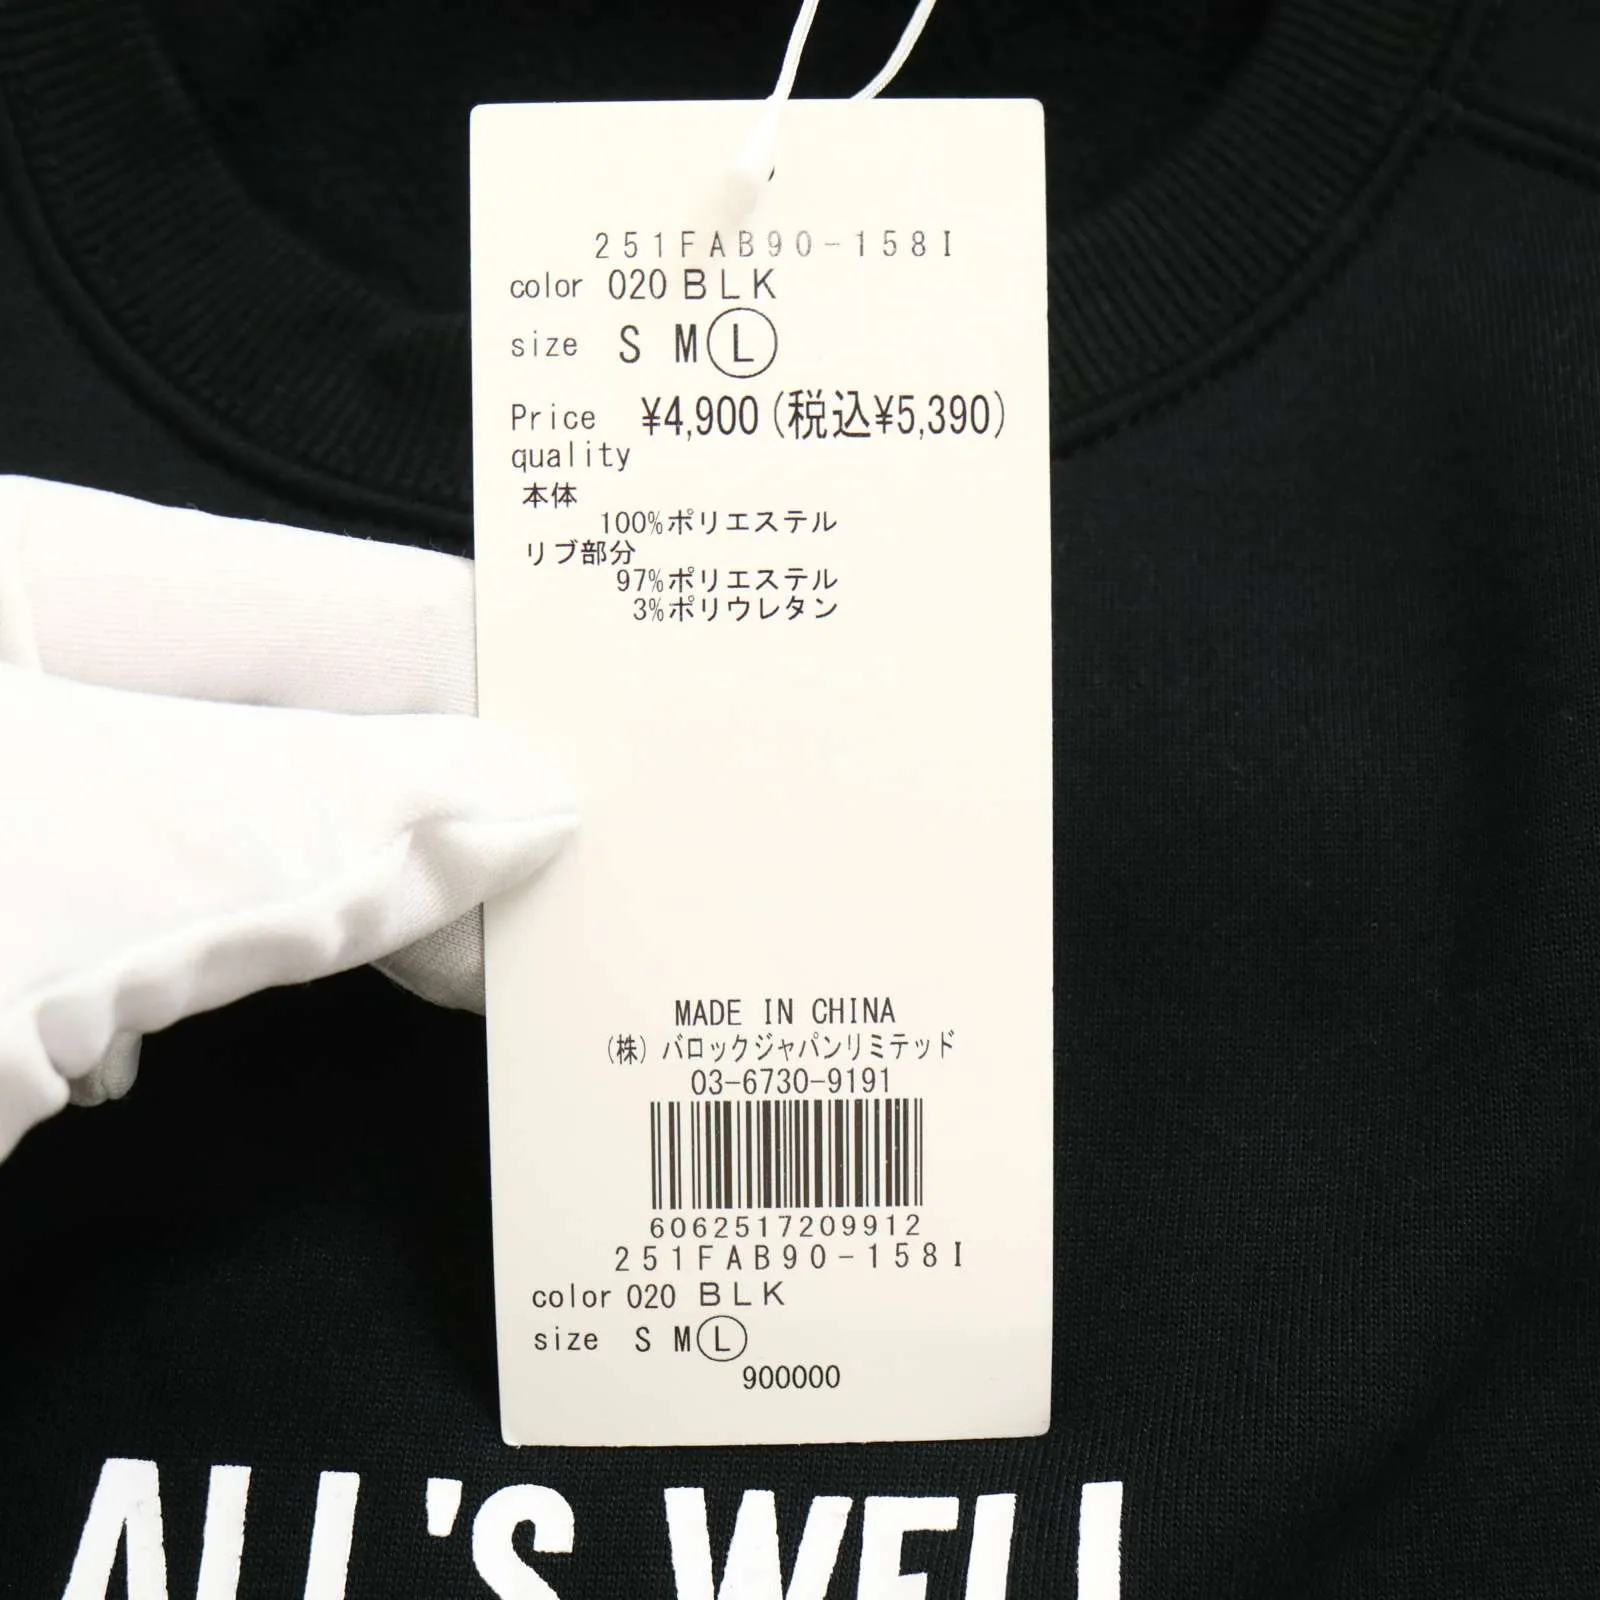 251FAB90-158I
color 020 BLK
size S M L
Price ¥4,900(税込¥5,390)
quality
本体
100%ポリエステル
リブ部分
97%ポリエステル
3%ポリウレタン
MADE IN CHINA
(株)バロックジャパンリミテッド
03-6730-9191
6062517209912
251FAB90-158I
color 020 BLK
size S M L
900000
ALL'S WELL